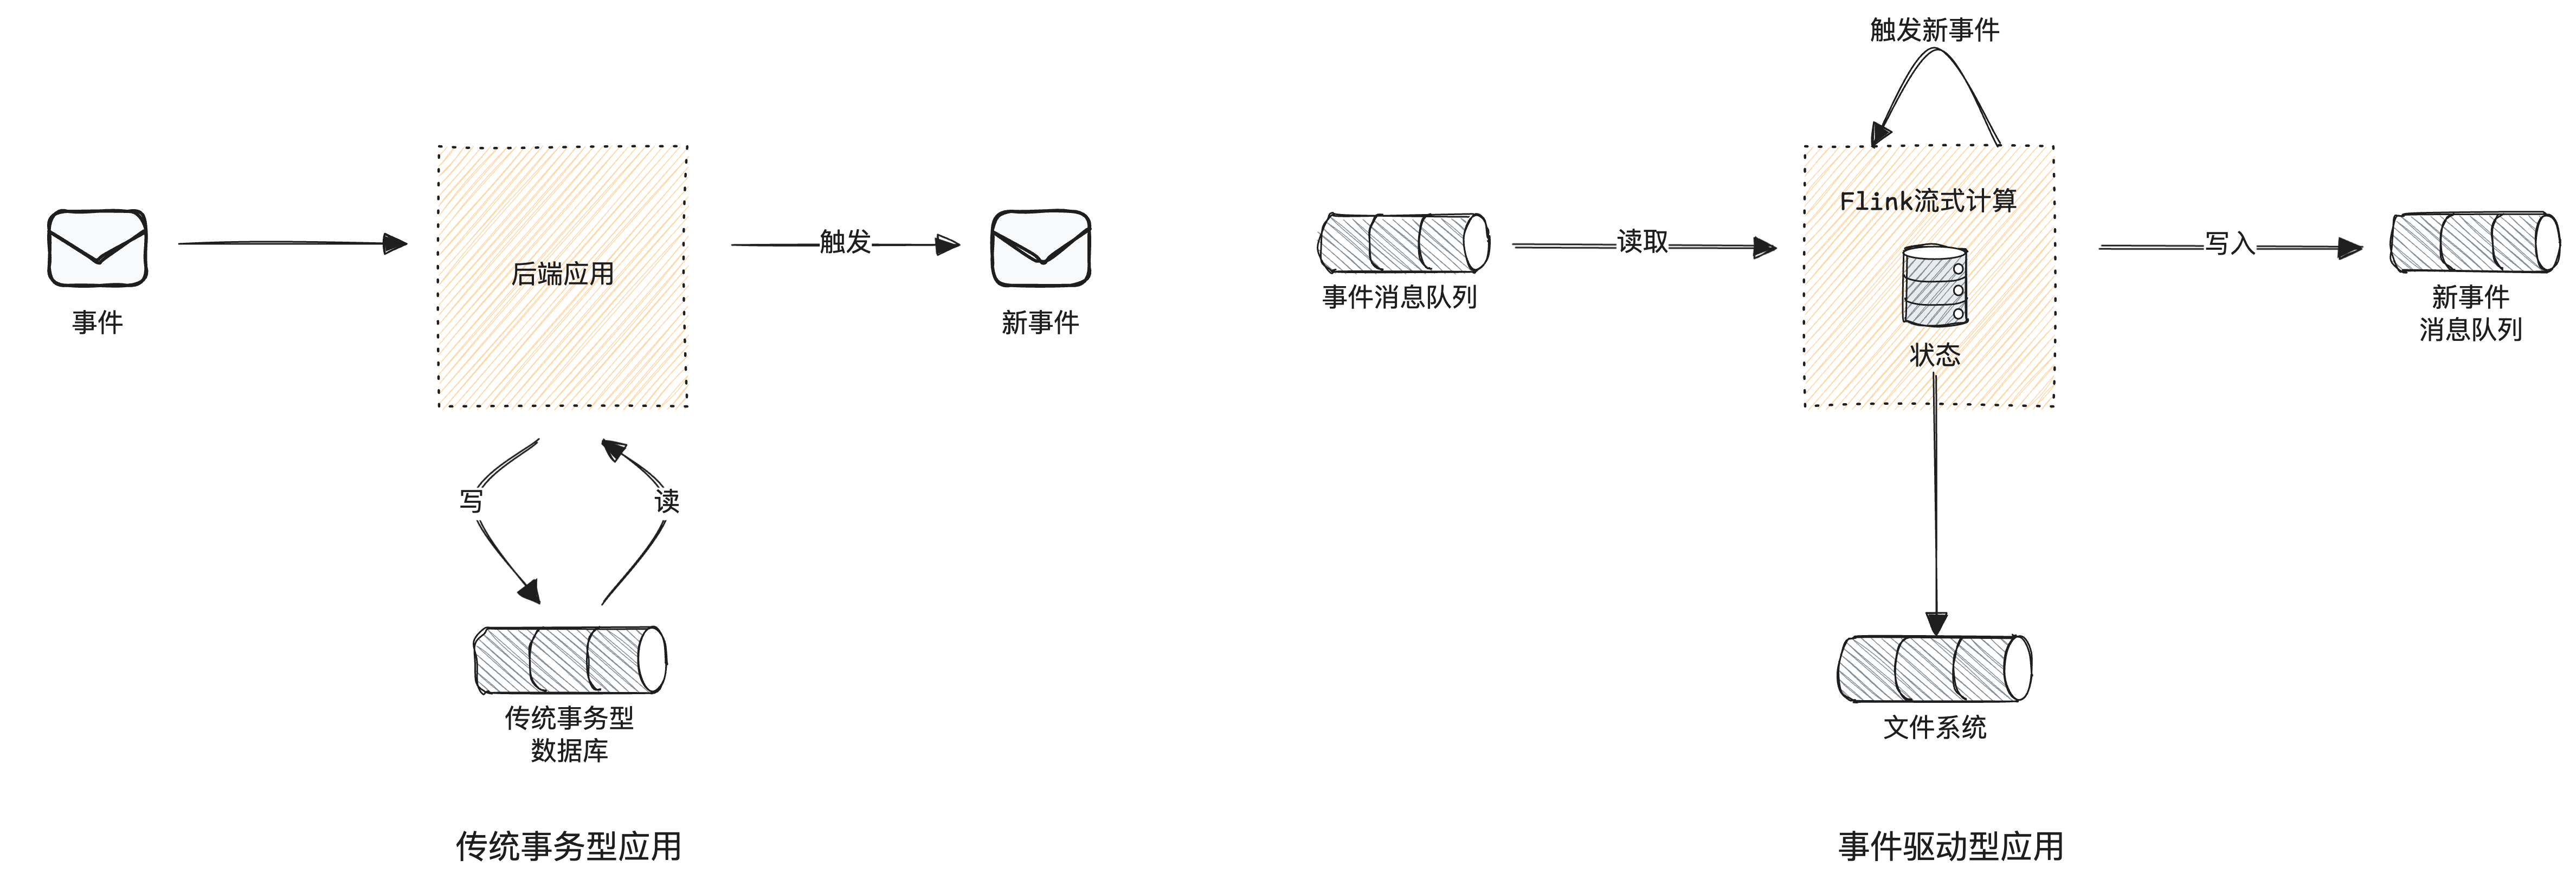 事件
后端应用
触发
新事件
写
读
传统事务型
数据库
传统事务型应用
触发新事件
事件消息队列
读取
Flink流式计算
状态
写入
新事件
消息队列
文件系统
事件驱动型应用